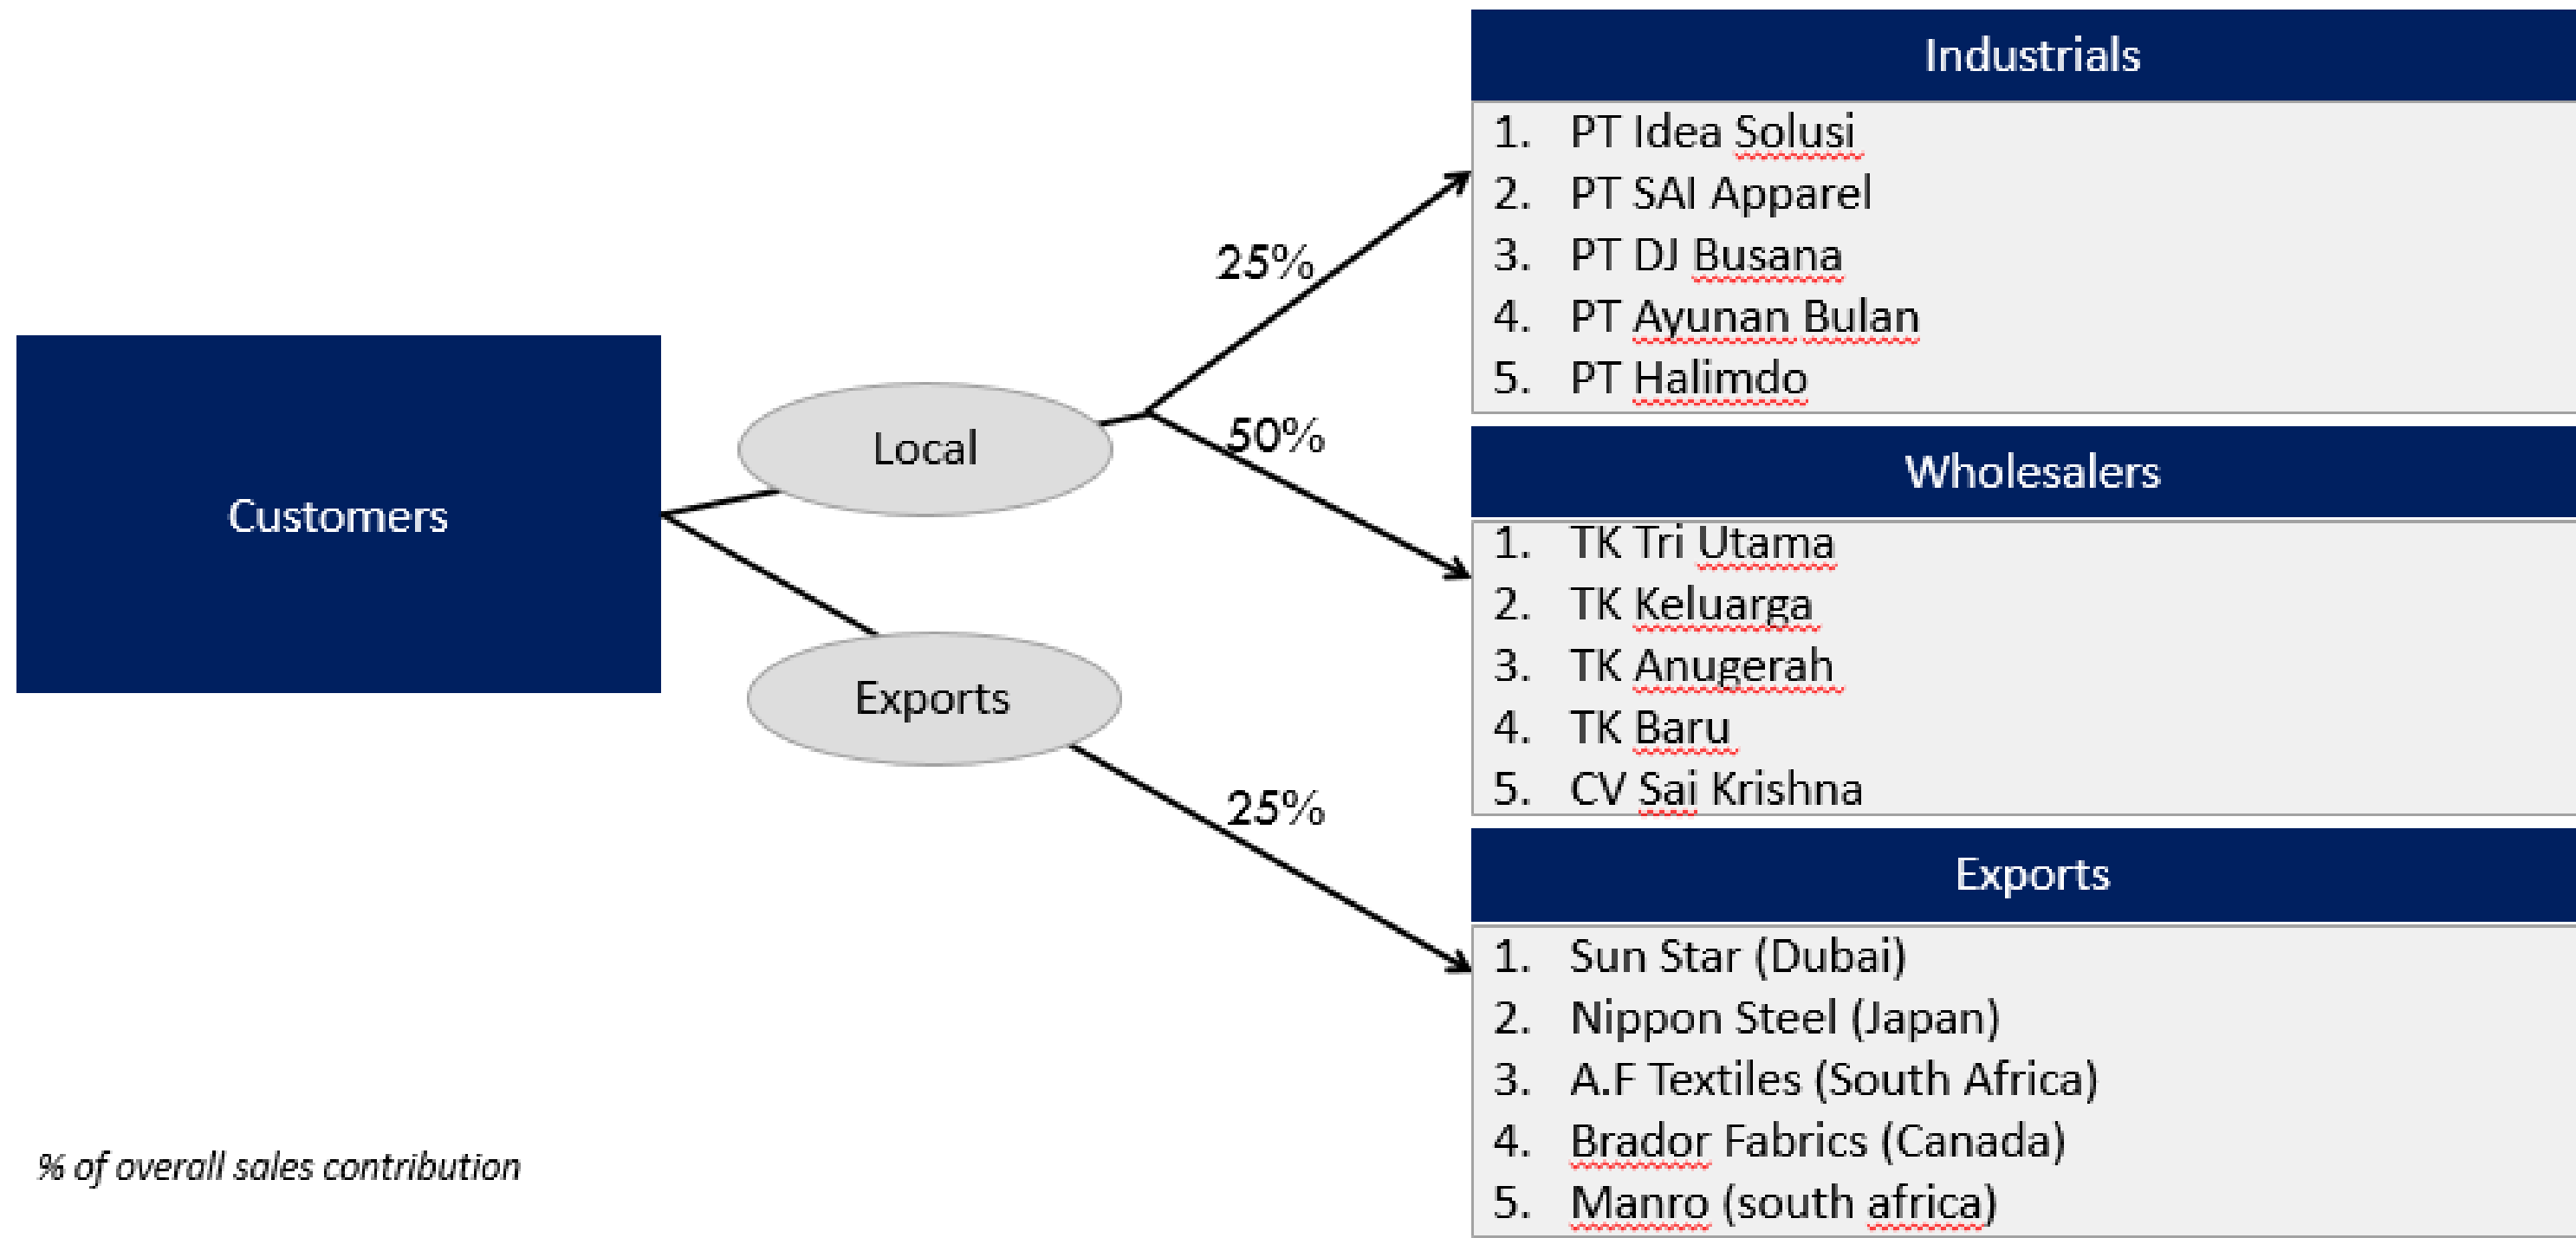 Customers
Local
Exports
25%
50%
25%
Industrials
1. PT Idea Solusi
2. PT SAI Apparel
3. PT DJ Busana
4. PT Ayunan Bulan
5. PT Halimdo
Wholesalers
1. TK Tri Utama
2. TK Keluarga
3. TK Anugerah
4. TK Baru
5. CV Sai Krishna
Exports
1. Sun Star (Dubai)
2. Nippon Steel (Japan)
3. A.F Textiles (South Africa)
4. Brador Fabrics (Canada)
5. Manro (south africa)
% of overall sales contribution